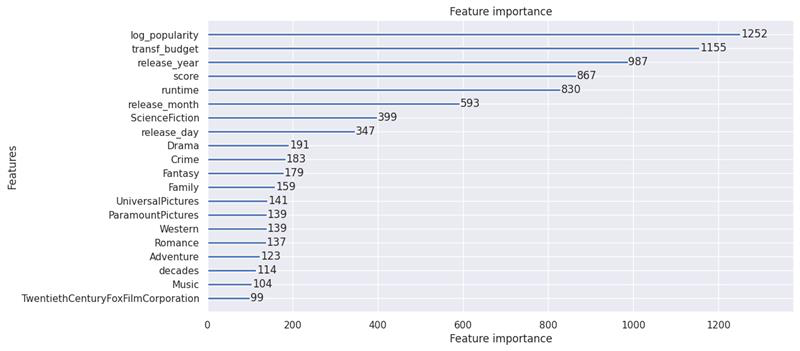 Feature importance
log_popularity 1252
transf_budget 1155
release_year 987
score 867
runtime 830
release_month 593
ScienceFiction 399
release_day 347
Drama 191
Crime 183
Fantasy 179
Family 159
UniversalPictures 141
ParamountPictures 139
Western 139
Romance 137
Adventure 123
decades 114
Music 104
TwentiethCenturyFoxFilmCorporation 99
Features
0 200 400 600 800 1000 1200
Feature importance